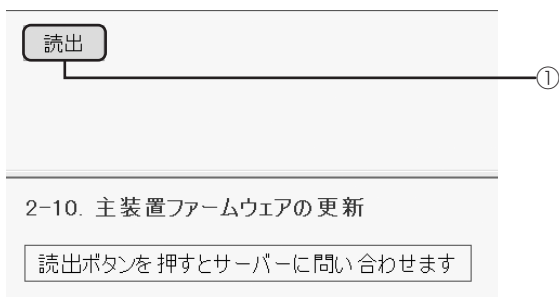 読出
①
2-10. 主装置ファームウェアの更新
読出ボタンを押すとサーバーに問い合わせます